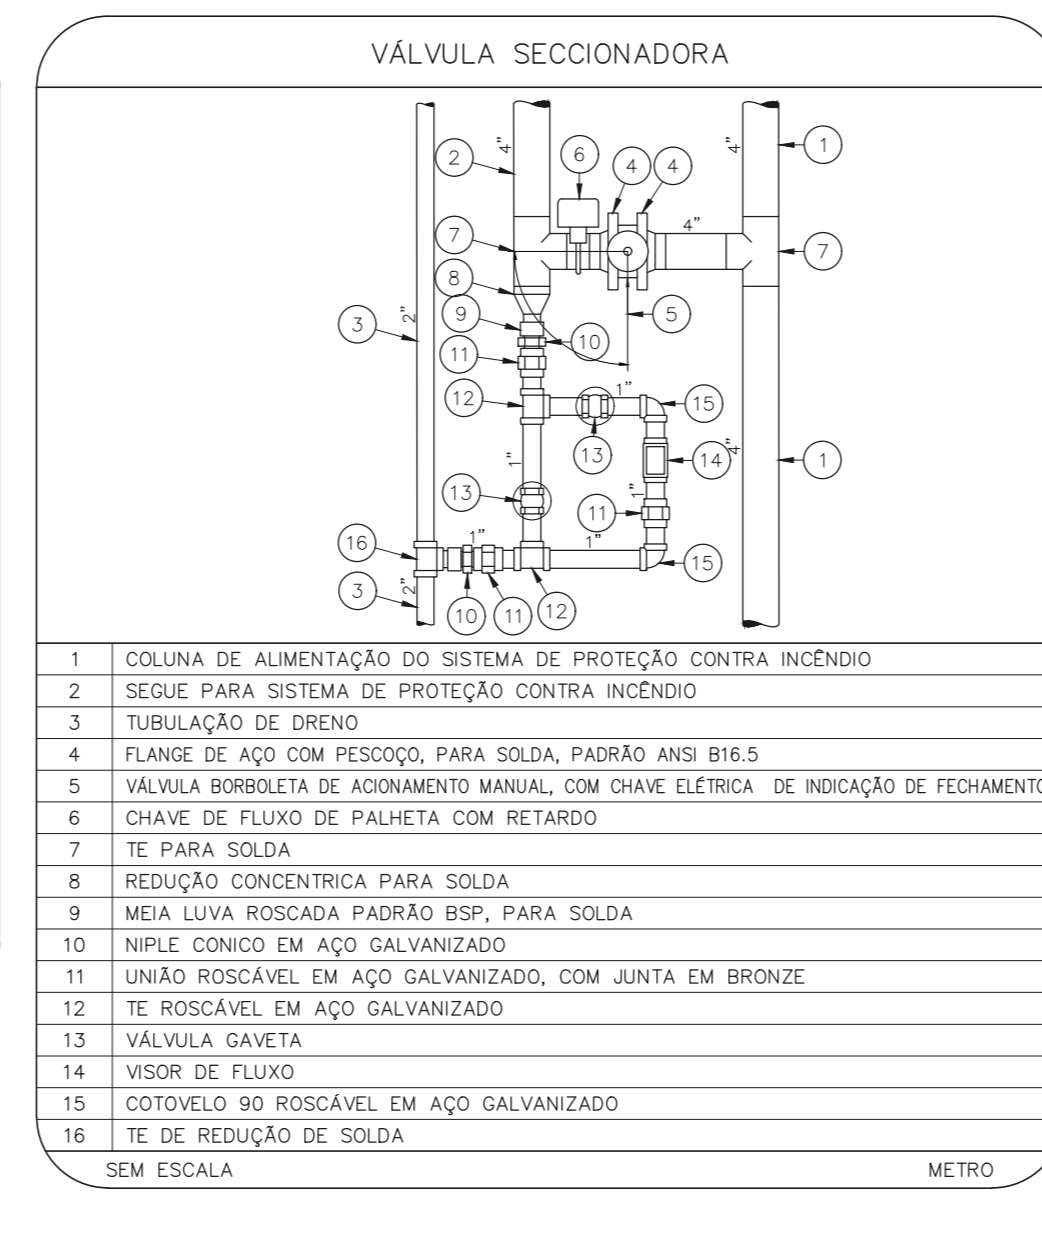 VÁLVULA SECCIONADORA
4"
4"
1
2
6
4
4
4"
7
7
8
2"
9
5
3
10
11
1"
12
15
13
4"
14
1
1"
13
1"
11
16
1"
1"
15
3
2"
10
11
12
1 COLUNA DE ALIMENTAÇÃO DO SISTEMA DE PROTEÇÃO CONTRA INCÊNDIO
2 SEGUE PARA SISTEMA DE PROTEÇÃO CONTRA INCÊNDIO
3 TUBULAÇÃO DE DRENO
4 FLANGE DE AÇO COM PESCOÇO, PARA SOLDA, PADRÃO ANSI B16.5
5 VÁLVULA BORBOLETA DE ACIONAMENTO MANUAL, COM CHAVE ELÉTRICA DE INDICAÇÃO DE FECHAMENTO
6 CHAVE DE FLUXO DE PALHETA COM RETARDO
7 TE PARA SOLDA
8 REDUÇÃO CONCENTRICA PARA SOLDA
9 MEIA LUVA ROSCADA PADRÃO BSP, PARA SOLDA
10 NIPLE CONICO EM AÇO GALVANIZADO
11 UNIÃO ROSCÁVEL EM AÇO GALVANIZADO, COM JUNTA EM BRONZE
12 TE ROSCÁVEL EM AÇO GALVANIZADO
13 VÁLVULA GAVETA
14 VISOR DE FLUXO
15 COTOVELO 90 ROSCÁVEL EM AÇO GALVANIZADO
16 TE DE REDUÇÃO DE SOLDA
SEM ESCALA METRO